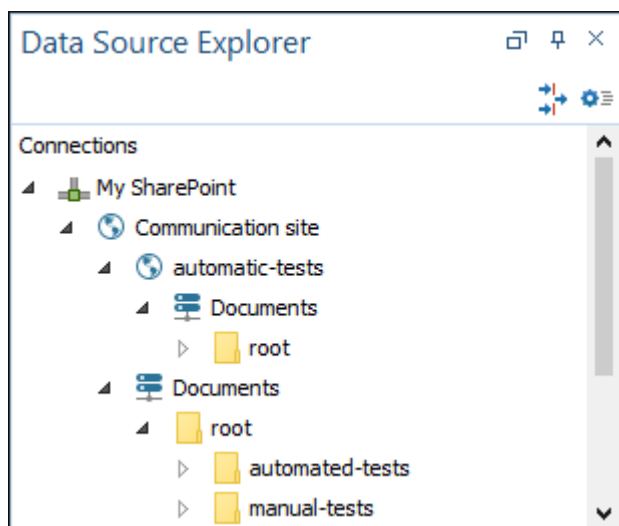 Data Source Explorer
Connections
My SharePoint
Communication site
automatic-tests
Documents
root
Documents
root
automated-tests
manual-tests